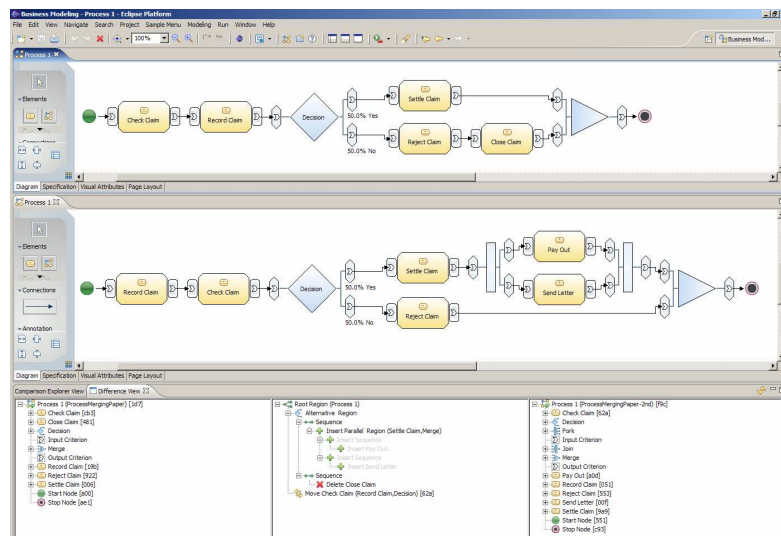 Business Modeling - Process 1 - Eclipse Platform
File Edit View Navigate Search Project Sample Menu Modeling Run Window Help
100%
Business Mod...
Process 1
Elements
Check Claim
Record Claim
Decision
50.0% Yes
Settle Claim
50.0% No
Reject Claim
Close Claim
Connections
Diagram Specification Visual Attributes Page Layout
Process 1
Elements
Connections
Annotation
Record Claim
Check Claim
Decision
50.0% Yes
Settle Claim
Pay Out
Send Letter
50.0% No
Reject Claim
Diagram Specification Visual Attributes Page Layout
Comparison Explorer View Difference View
Process 1 (ProcessMergingPaper) [1d7]
Check Claim [cb3]
Close Claim [481]
Decision
Input Criterion
Merge
Output Criterion
Record Claim [19b]
Reject Claim [922]
Settle Claim [006]
Start Node [a00]
Stop Node [ae1]
Root Region (Process 1)
Alternative Region
Sequence
Insert Parallel Region (Settle Claim,Merge)
Insert Sequence
Insert Pay Out
Insert Sequence
Insert Send Letter
Sequence
Delete Close Claim
Move Check Claim (Record Claim,Decision) [62a]
Process 1 (ProcessMergingPaper-2nd) [f9c]
Check Claim [62a]
Decision
Fork
Input Criterion
Join
Merge
Output Criterion
Pay Out [a0d]
Record Claim [051]
Reject Claim [553]
Send Letter [00f]
Settle Claim [9a9]
Start Node [551]
Stop Node [c93]